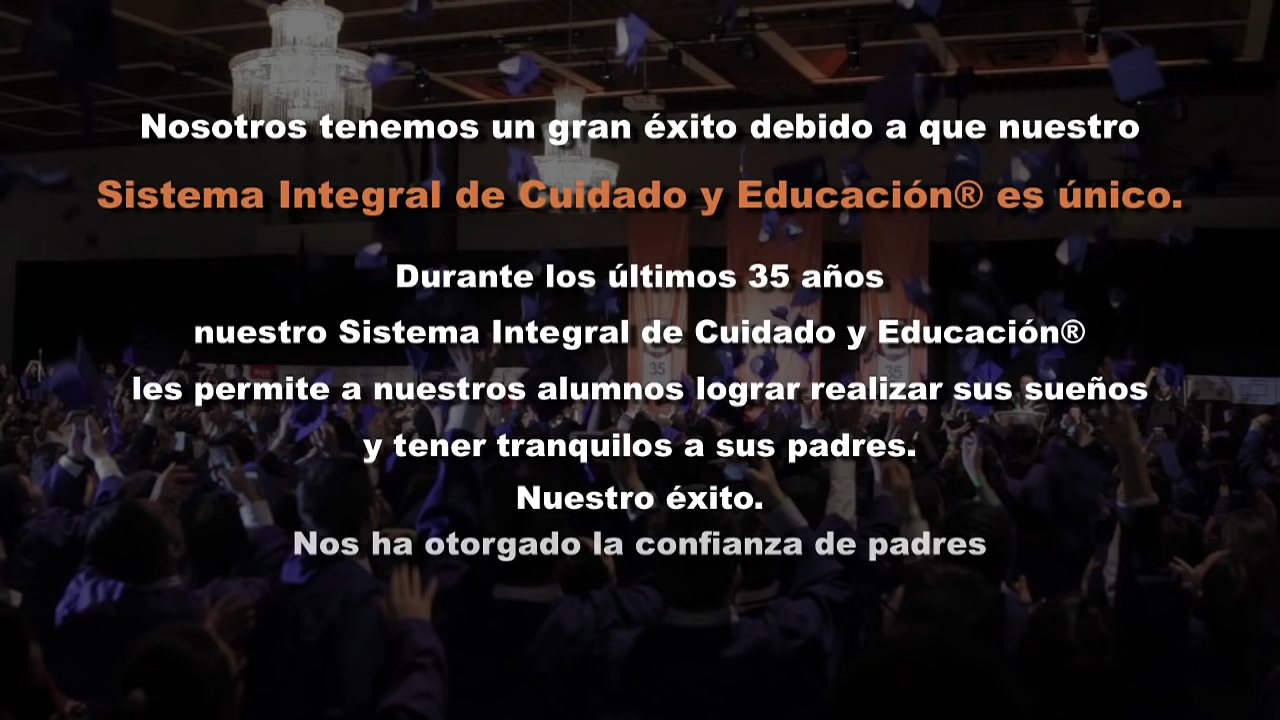 Nosotros tenemos un gran éxito debido a que nuestro
Sistema Integral de Cuidado y Educación® es único.
Durante los últimos 35 años
nuestro Sistema Integral de Cuidado y Educación®
les permite a nuestros alumnos lograr realizar sus sueños
y tener tranquilos a sus padres.
Nuestro éxito.
Nos ha otorgado la confianza de padres
35
35